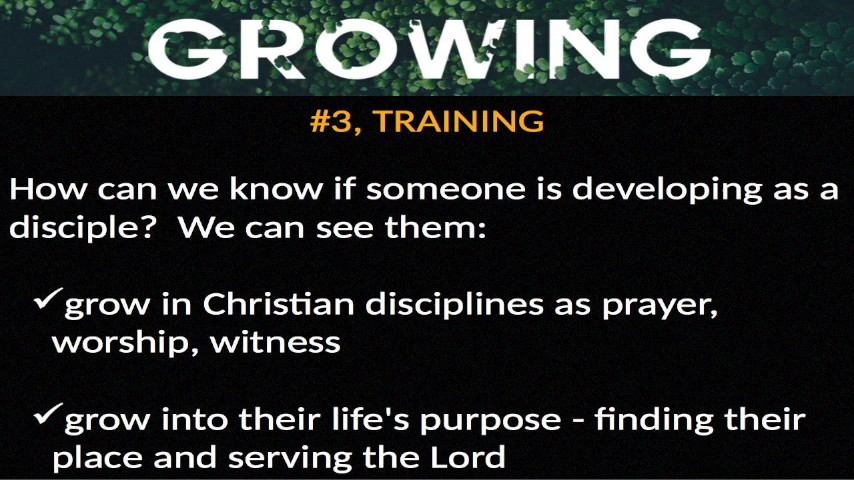 GROWING
#3, TRAINING
How can we know if someone is developing as a
disciple?  We can see them:
✓grow in Christian disciplines as prayer,
worship, witness
✓grow into their life's purpose - finding their
place and serving the Lord